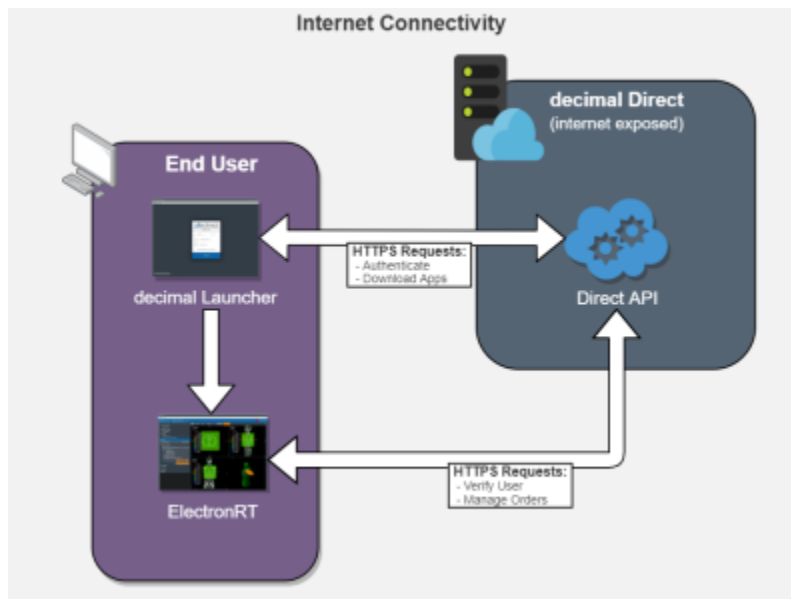 Internet Connectivity
decimal Direct
(internet exposed)
End User
HTTPS Requests:
- Authenticate
- Download Apps
decimal Launcher
Direct API
HTTPS Requests:
- Verify User
- Manage Orders
ElectronRT